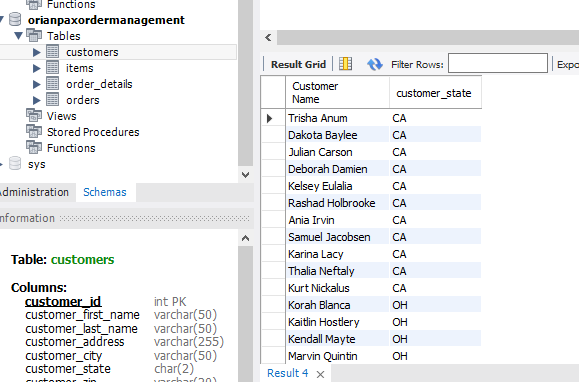 Functions
orianpaxordermanagement
Tables
customers
items
order_details
orders
Views
Stored Procedures
Functions
sys
Administration Schemas
Information
Table: customers
Columns:
customer_id int PK
customer_first_name varchar(50)
customer_last_name varchar(50)
customer_address varchar(255)
customer_city varchar(50)
customer_state char(2)
Result Grid Filter Rows: Expo
Customer
Name customer_state
Trisha Anum CA
Dakota Baylee CA
Julian Carson CA
Deborah Damien CA
Kelsey Eulalia CA
Rashad Holbrooke CA
Ania Irvin CA
Samuel Jacobsen CA
Karina Lacy CA
Thalia Neftaly CA
Kurt Nickalus CA
Korah Blanca OH
Kaitlin Hostlery OH
Kendall Mayte OH
Marvin Quintin OH
Result 4